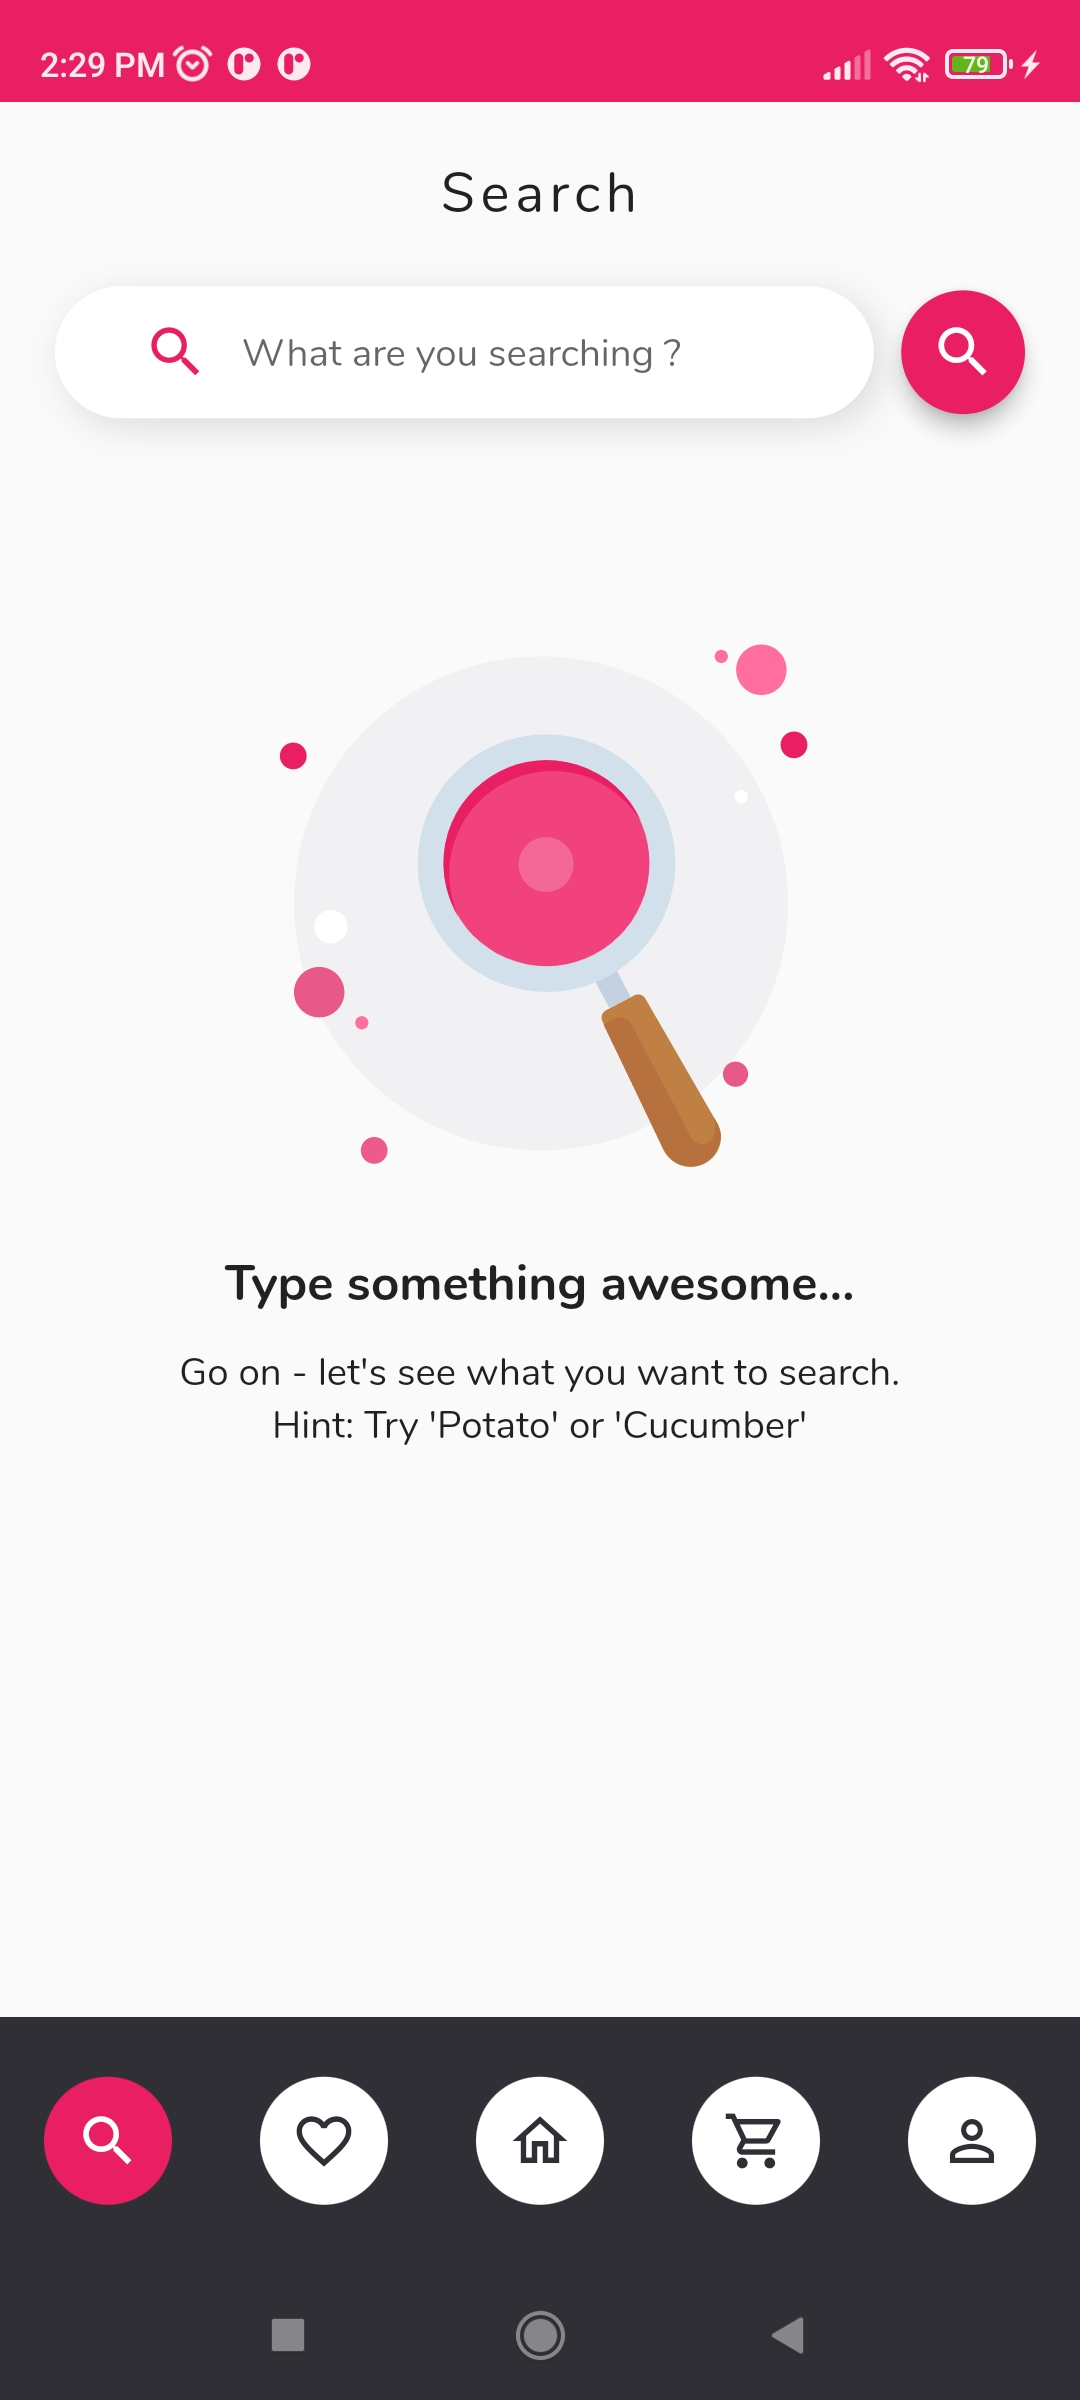 2:29 PM
79
Search
What are you searching ?
Type something awesome...
Go on - let's see what you want to search.
Hint: Try 'Potato' or 'Cucumber'